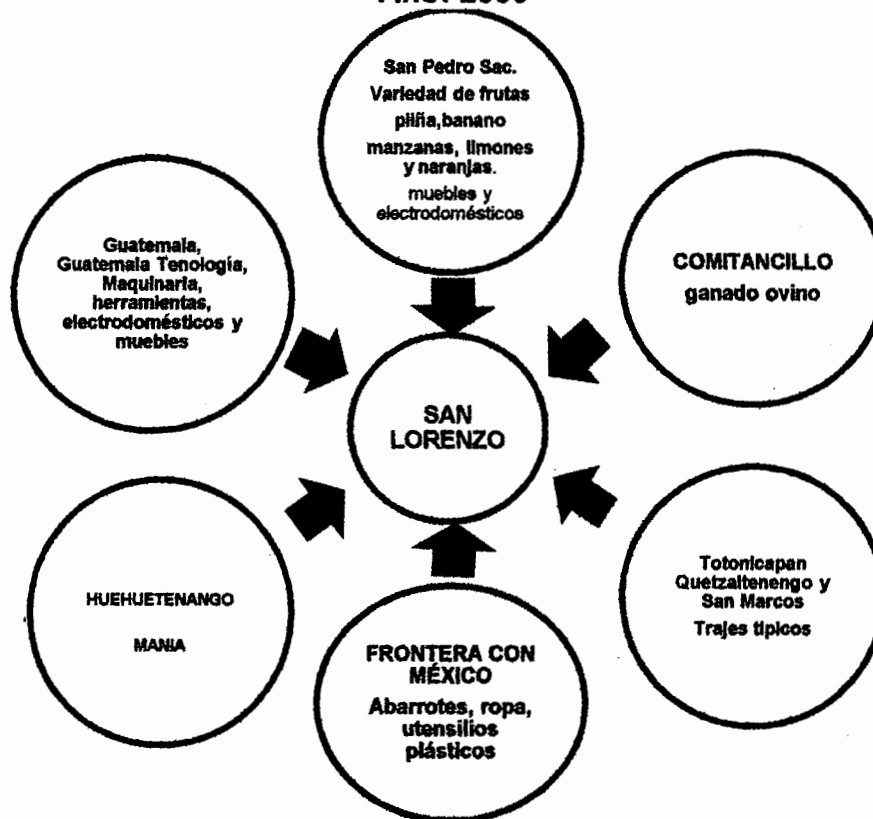 San Pedro Sac.
Variedad de frutas
piiña,banano
manzanas, limones
y naranjas.
muebles y
electrodomésticos
Guatemala,
Guatemala Tenología,
Maquinaria,
herramientas,
electrodomésticos y
muebles
COMITANCILLO
ganado ovino
SAN
LORENZO
HUEHUETENANGO
MANIA
FRONTERA CON
MÉXICO
Abarrotes, ropa,
utensilios
plásticos
Totonicapan
Quetzaltenengo y
San Marcos
Trajes tipicos